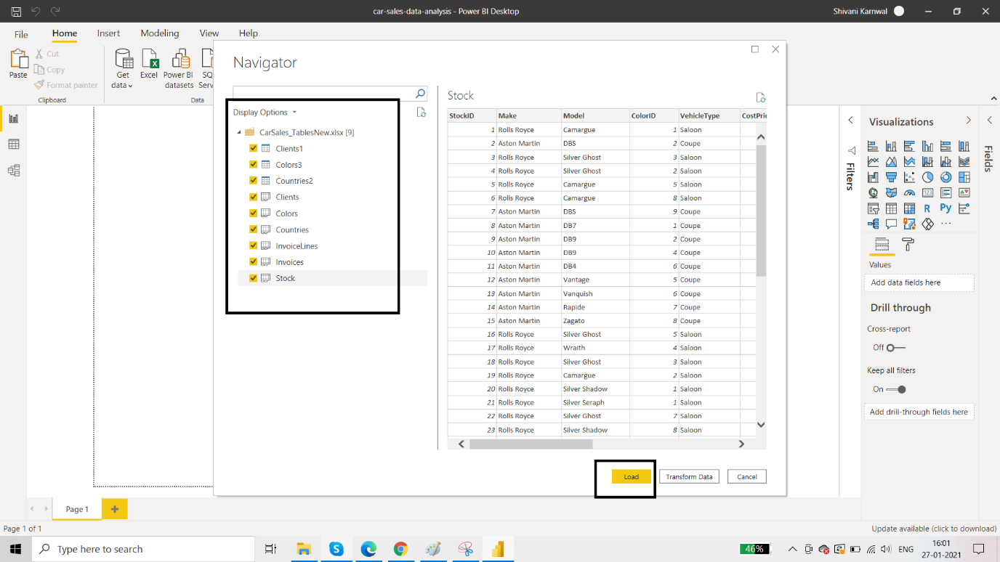 car-sales-data-analysis - Power BI Desktop
Shivani Karnwal
File Home Insert Modeling View Help
Paste
Cut
Copy
Format painter
Clipboard
Get data
Excel
Power BI datasets
SQ
Serv
Data
Navigator
Display Options
CarSales_TablesNew.xlsx [9]
Clients1
Colors3
Countries2
Clients
Colors
Countries
InvoiceLines
Invoices
Stock
Stock
StockID Make Model ColorID VehicleType CostPric
1 Rolls Royce Camargue 1 Saloon
2 Aston Martin DBS 2 Coupe
3 Rolls Royce Silver Ghost 3 Saloon
4 Rolls Royce Silver Ghost 2 Saloon
5 Rolls Royce Camargue 5 Saloon
6 Rolls Royce Camargue 8 Saloon
7 Aston Martin DBS 9 Coupe
8 Aston Martin DB7 1 Coupe
9 Aston Martin DB9 2 Coupe
10 Aston Martin DB9 4 Coupe
11 Aston Martin DB4 6 Coupe
12 Aston Martin Vantage 5 Coupe
13 Aston Martin Vanquish 6 Coupe
14 Aston Martin Rapide 7 Coupe
15 Aston Martin Zagato 8 Coupe
16 Rolls Royce Silver Ghost 5 Saloon
17 Rolls Royce Wraith 4 Saloon
18 Rolls Royce Silver Ghost 3 Saloon
19 Rolls Royce Camargue 2 Saloon
20 Rolls Royce Silver Shadow 1 Saloon
21 Rolls Royce Silver Seraph 1 Saloon
22 Rolls Royce Silver Ghost 7 Saloon
23 Rolls Royce Silver Shadow 8 Saloon
Load Transform Data Cancel
Filters
Visualizations
123
R Py
Values
Add data fields here
Drill through
Cross-report
Off
Keep all filters
On
Add drill-through fields here
Fields
Page 1
Page 1 of 1
Update available (click to download)
Type here to search
46%
ENG
16:01
27-01-2021